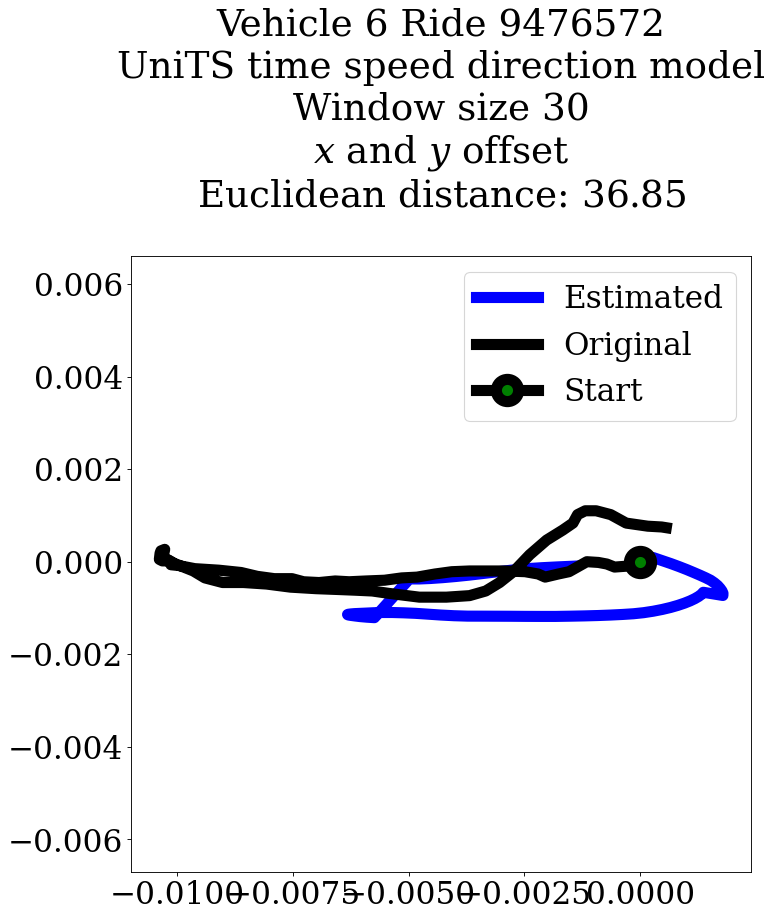 Vehicle 6 Ride 9476572
UniTS time speed direction model
Window size 30
x and y offset
Euclidean distance: 36.85
Estimated
Original
Start
0.006
0.004
0.002
0.000
−0.002
−0.004
−0.006
−0.0100 −0.0075 −0.0050 −0.0025 0.0000